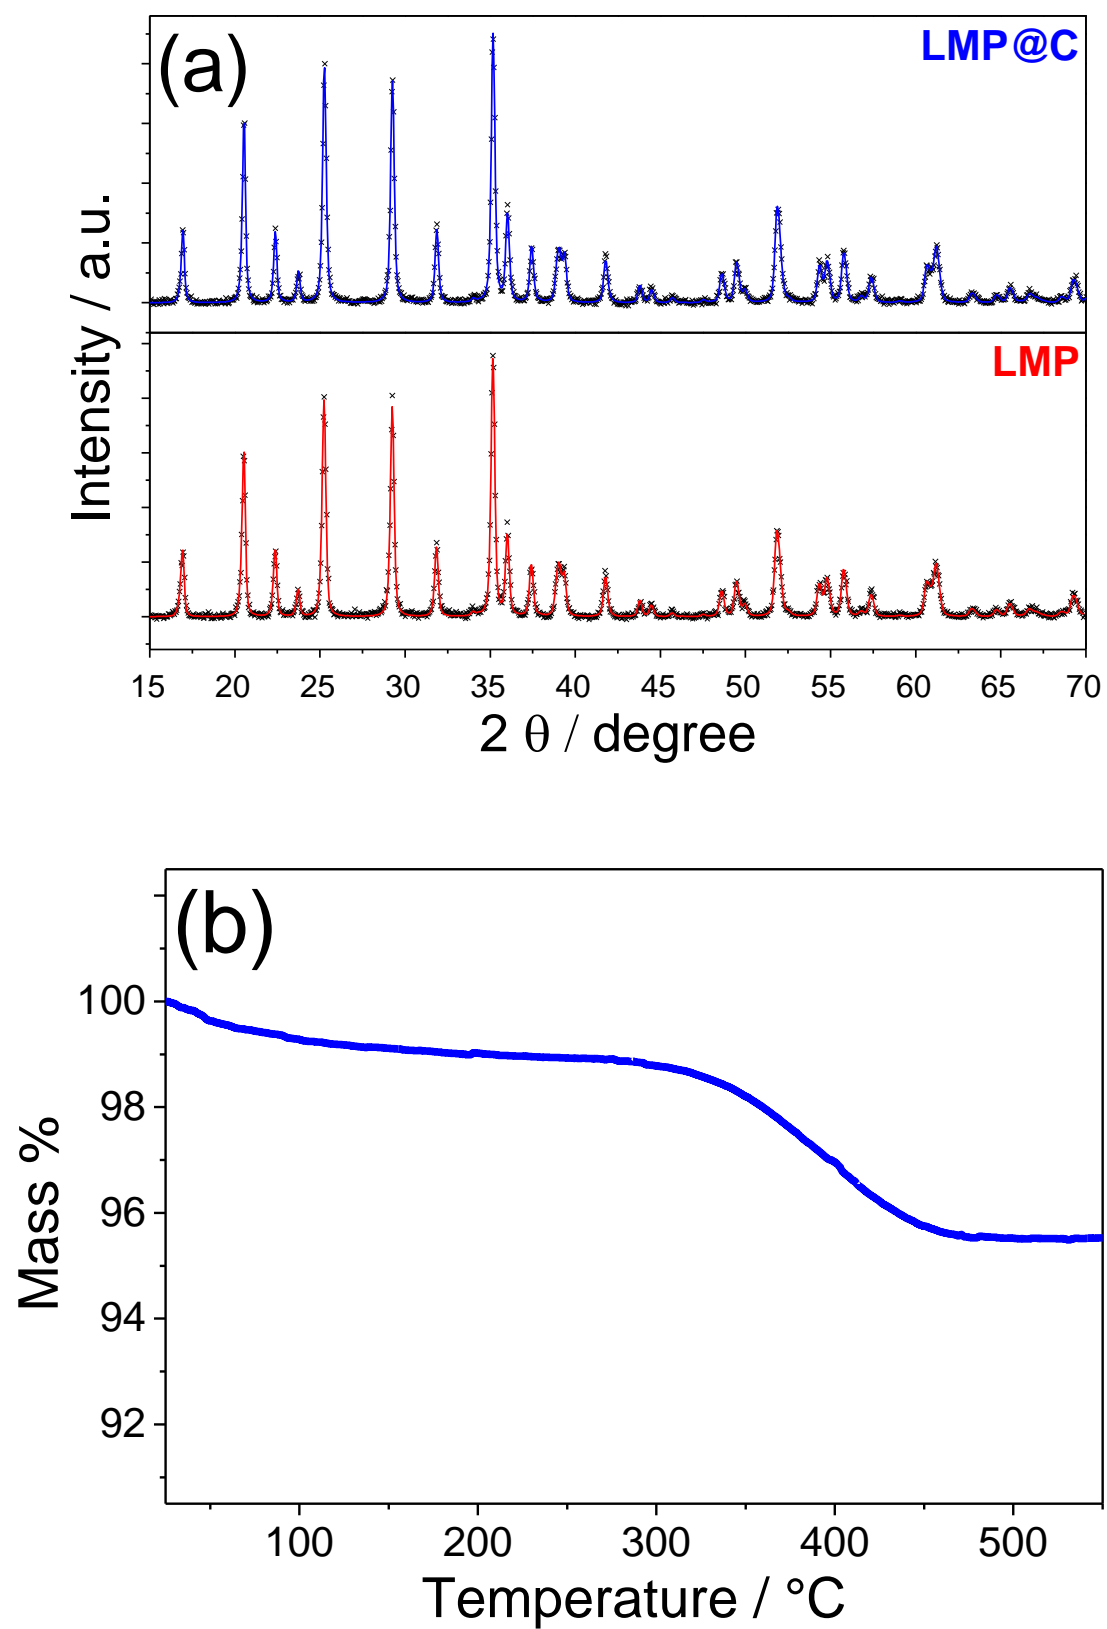 (a)
LMP@C
LMP
Intensity / a.u.
15 20 25 30 35 40 45 50 55 60 65 70
2 θ / degree
(b)
100
98
96
94
92
Mass %
100 200 300 400 500
Temperature / °C